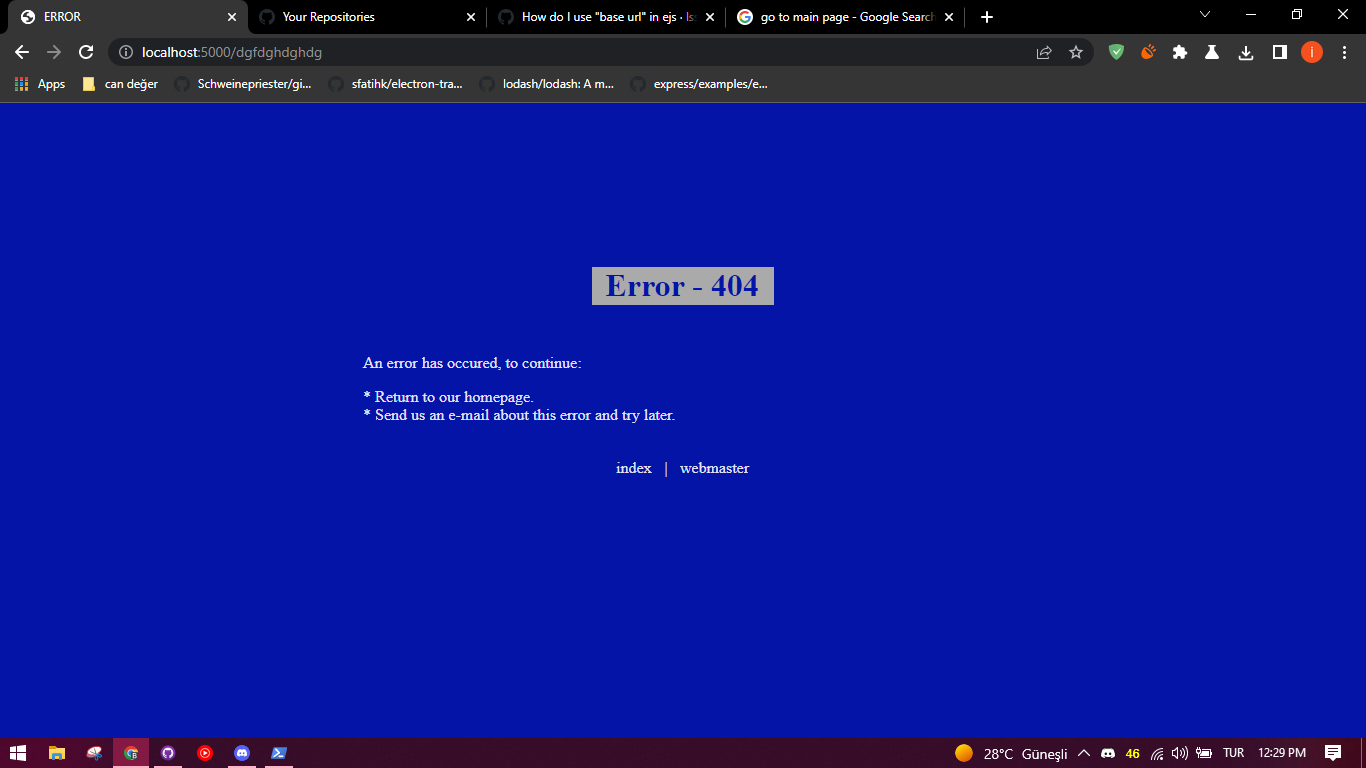 ERROR
Your Repositories
How do I use "base url" in ejs · Is
go to main page - Google Search
localhost:5000/dgfdghdghdg
i
Apps
can değer
Schweinepriester/gi...
sfatihk/electron-tra...
lodash/lodash: A m...
express/examples/e...
Error - 404
An error has occured, to continue:
* Return to our homepage.
* Send us an e-mail about this error and try later.
index | webmaster
28°C Güneşli
46
TUR
12:29 PM